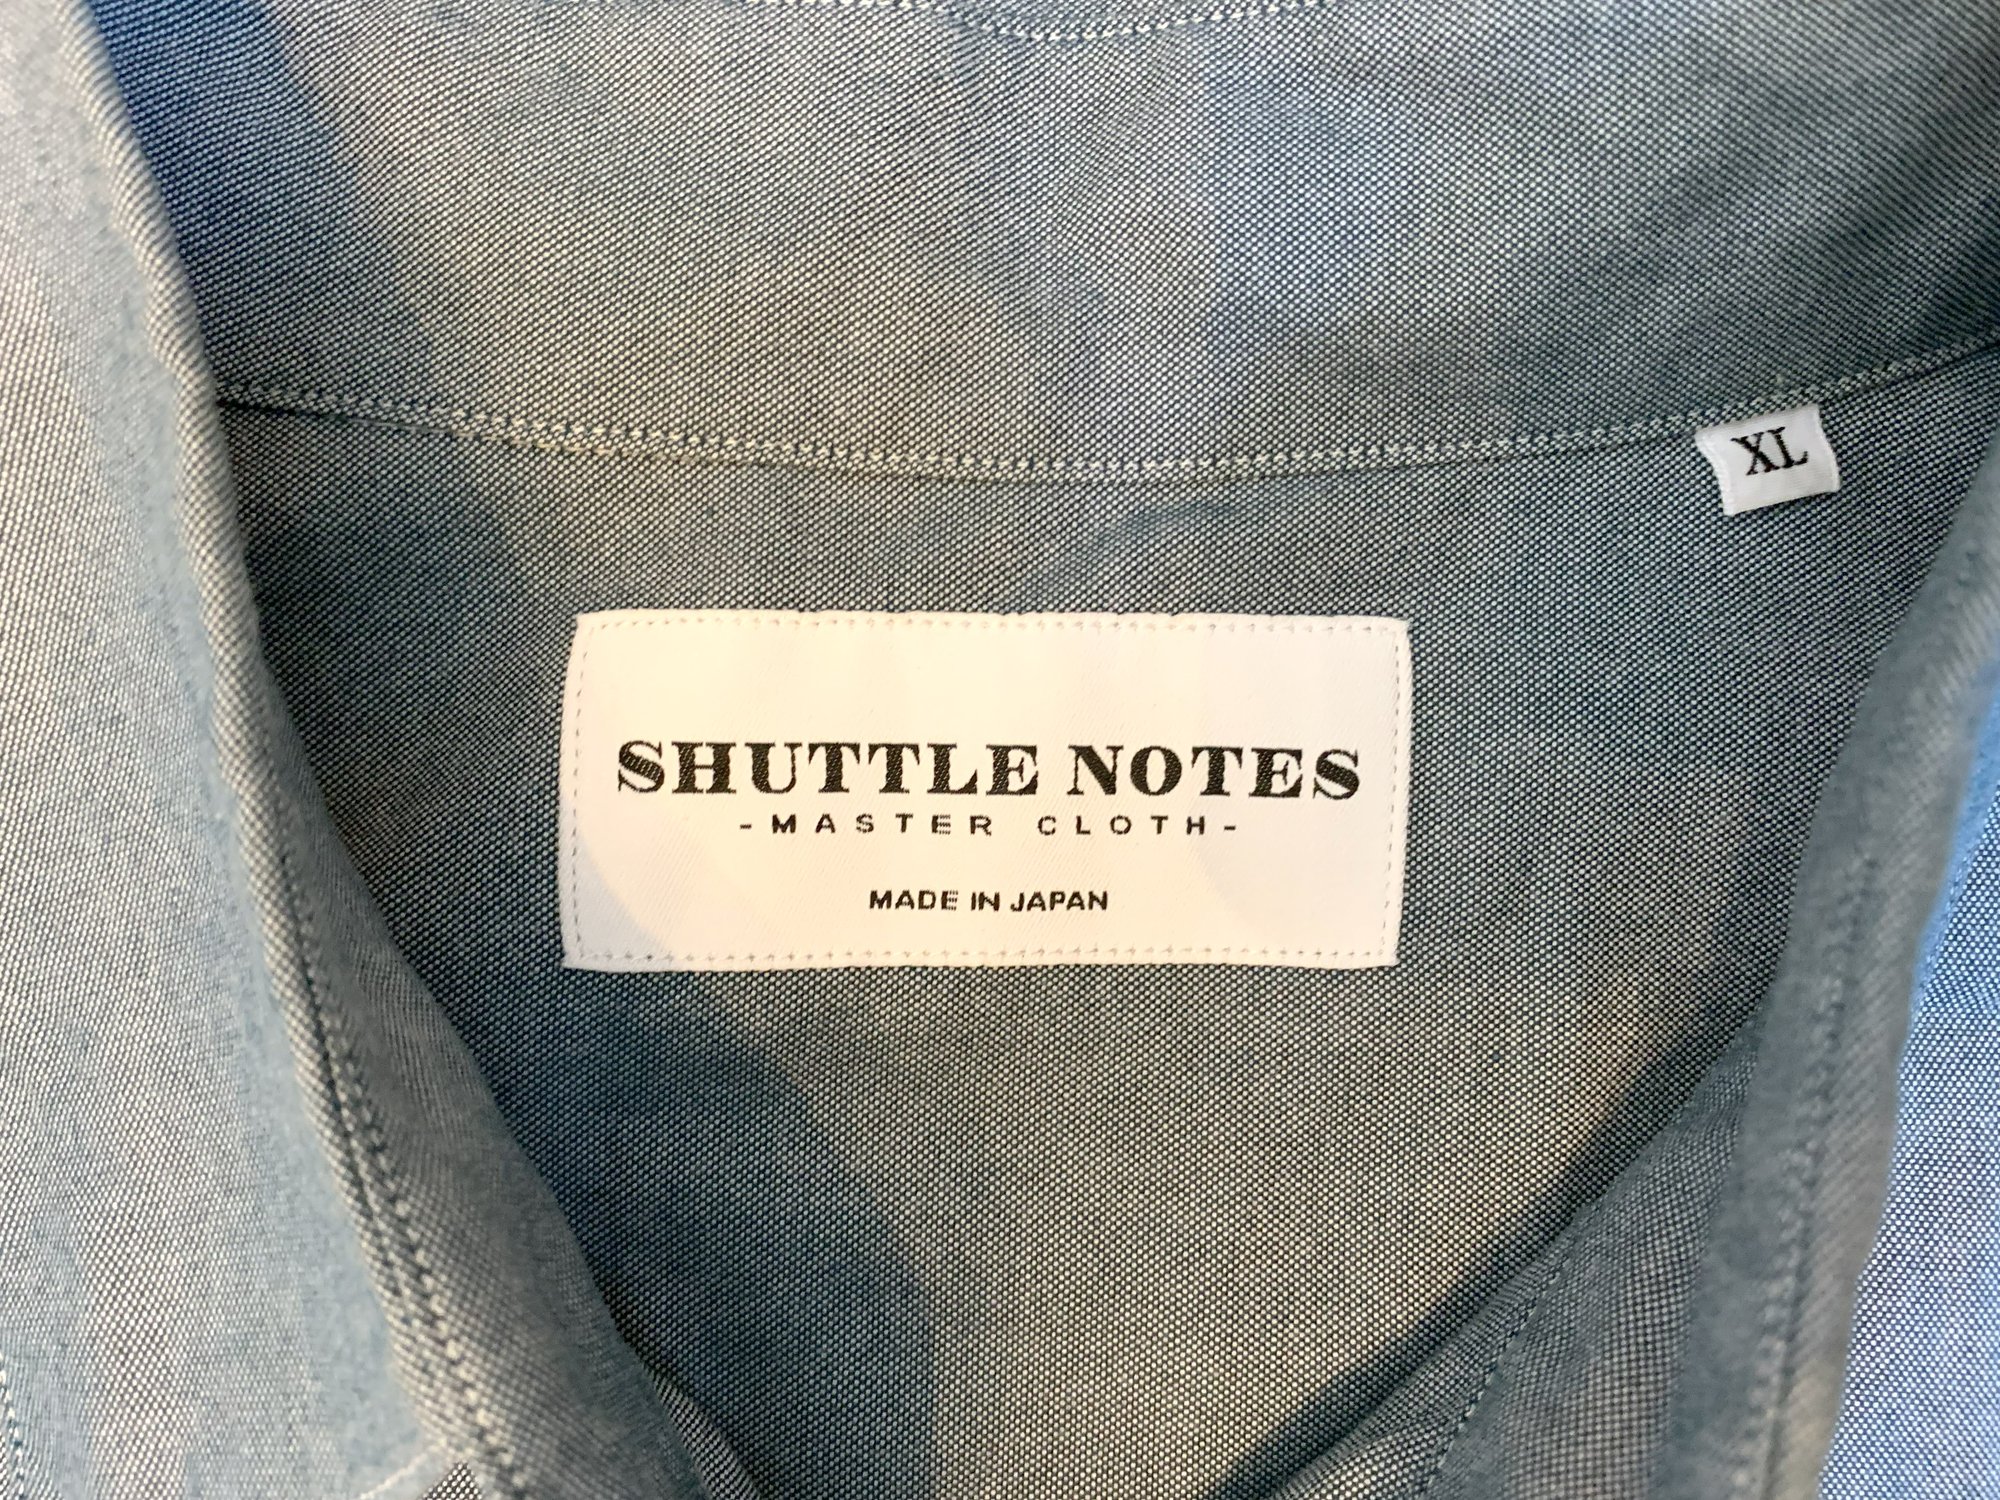 XL
SHUTTLE NOTES
-MASTER CLOTH-
MADE IN JAPAN